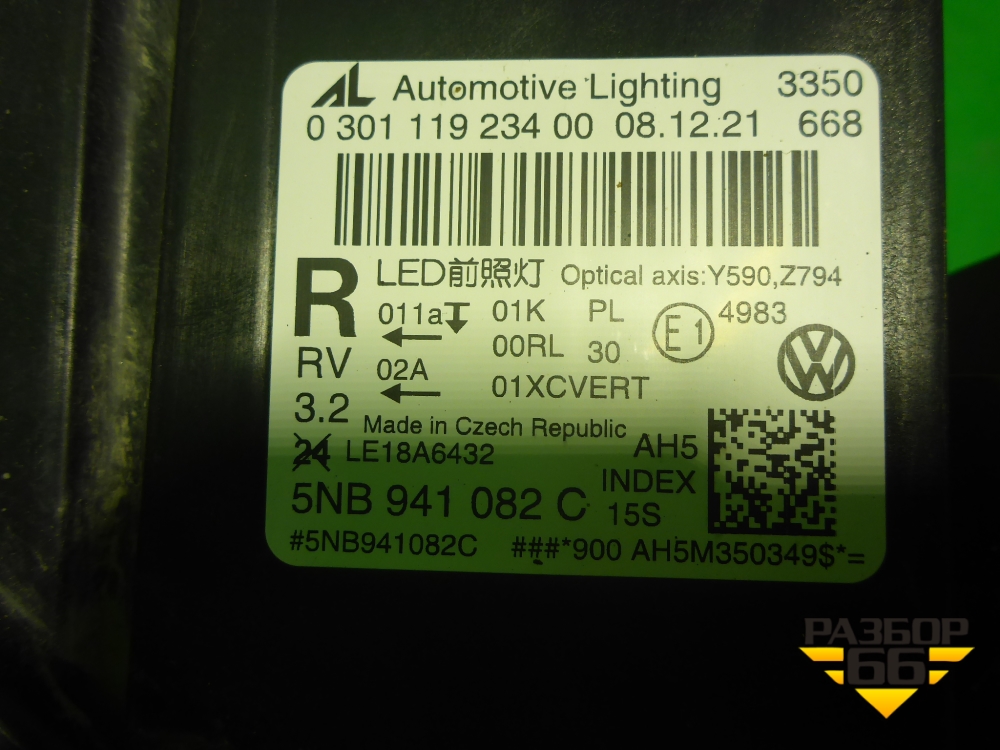 AL Automotive Lighting 3350
0 301 119 234 00 08.12.21 668
R LED前照灯 Optical axis:Y590,Z794
011a 01K PL E1 4983
RV 02A 00RL 30
01XCVERT
3.2 Made in Czech Republic
24 LE18A6432 AH5
5NB 941 082 C INDEX 15S
#5NB941082C ###*900 AH5M350349$*=
РАЗБОР
66